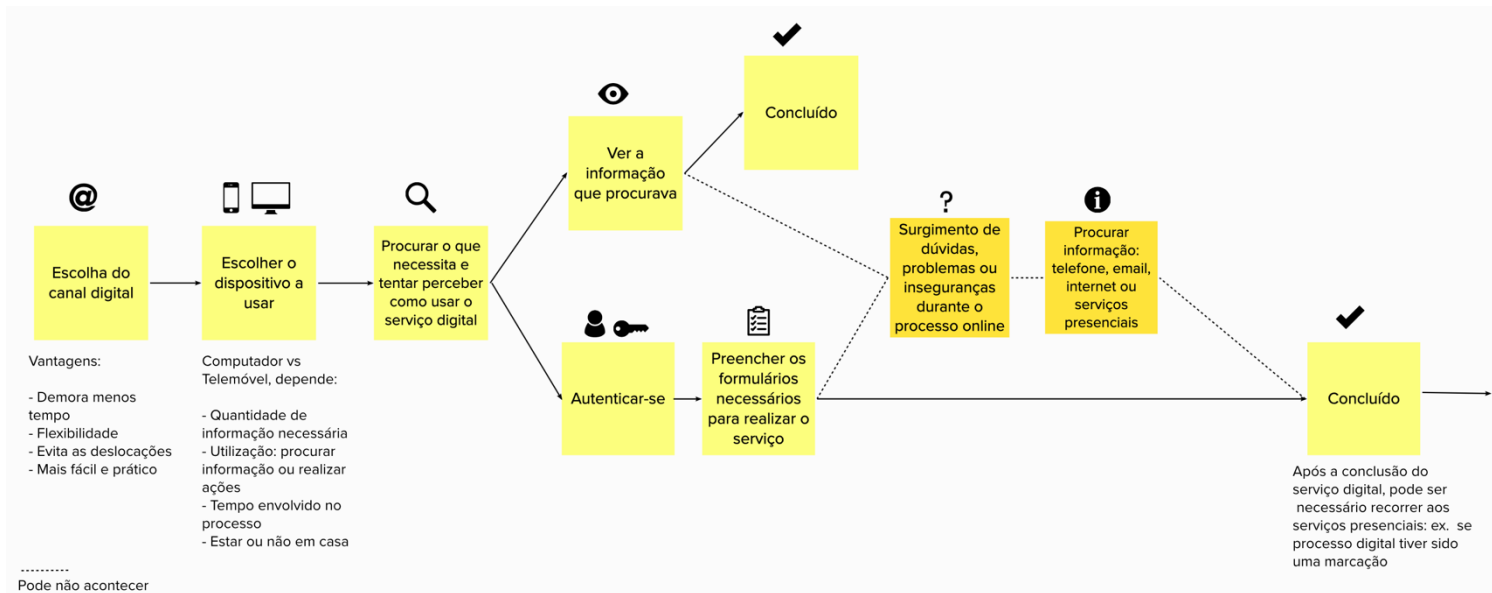 @
Escolha do
canal digital
Vantagens:
- Demora menos
tempo
- Flexibilidade
- Evita as deslocações
- Mais fácil e prático
Escolher o
dispositivo a
usar
Computador vs
Telemóvel, depende:
- Quantidade de
informação necessária
- Utilização: procurar
informação ou realizar
ações
- Tempo envolvido no
processo
- Estar ou não em casa
Procurar o que
necessita e
tentar perceber
como usar o
serviço digital
Ver a
informação
que procurava
Concluído
Autenticar-se
Preencher os
formulários
necessários
para realizar o
serviço
?
Surgimento de
dúvidas,
problemas ou
inseguranças
durante o
processo online
i
Procurar
informação:
telefone, email,
internet ou
serviços
presenciais
Concluído
Após a conclusão do
serviço digital, pode ser
necessário recorrer aos
serviços presenciais: ex. se
processo digital tiver sido
uma marcação
Pode não acontecer